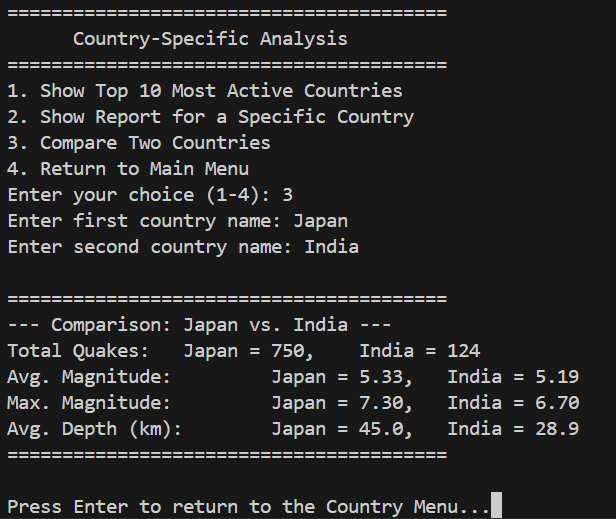 ========================================
Country-Specific Analysis
========================================
1. Show Top 10 Most Active Countries
2. Show Report for a Specific Country
3. Compare Two Countries
4. Return to Main Menu
Enter your choice (1-4): 3
Enter first country name: Japan
Enter second country name: India

========================================
--- Comparison: Japan vs. India ---
Total Quakes:   Japan = 750,    India = 124
Avg. Magnitude:         Japan = 5.33,   India = 5.19
Max. Magnitude:         Japan = 7.30,   India = 6.70
Avg. Depth (km):        Japan = 45.0,   India = 28.9
========================================

Press Enter to return to the Country Menu...